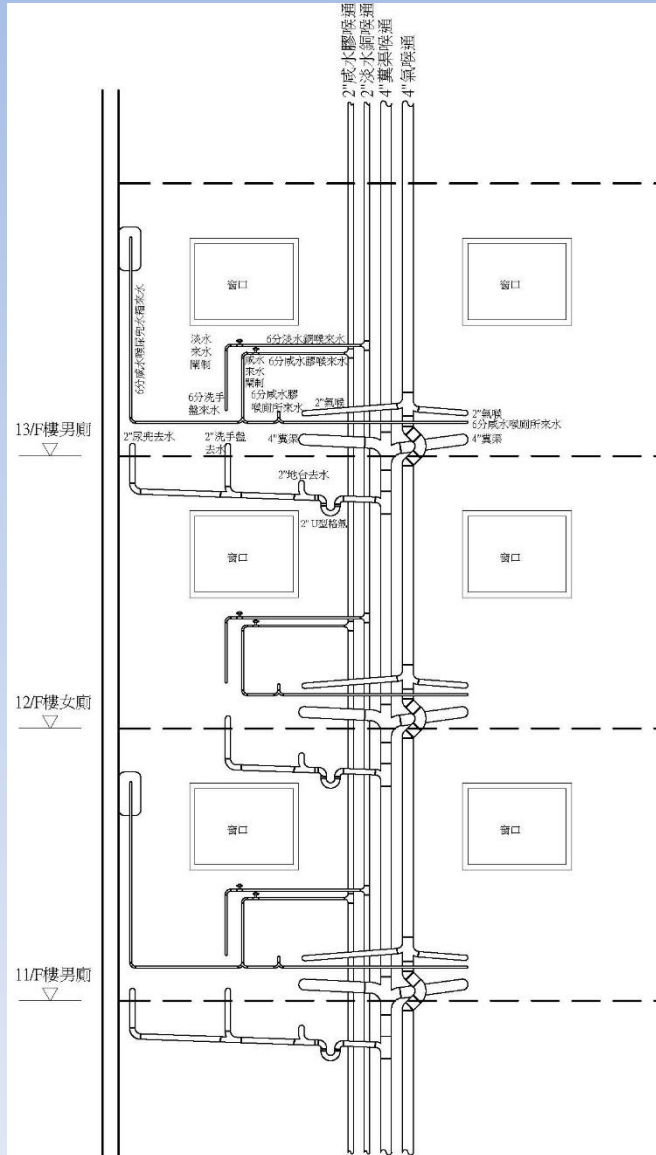 2"咸水膠喉通
2"淡水銅喉通
4"糞渠喉通
4"氣喉通
窗口
窗口
6分咸水喉尿兜水箱來水
淡水
來水
閘制
6分淡水銅喉來水
咸水
來水
閘制
6分咸水膠喉來水
6分洗手
盤來水
6分咸水膠
喉廁所來水
2"氣喉
2"氣喉
6分咸水喉廁所來水
13/F樓男廁
2"尿兜去水
2"洗手盤
去水
4"糞渠
4"糞渠
2"地台去水
2" U型格氣
窗口
窗口
12/F樓女廁
窗口
窗口
11/F樓男廁